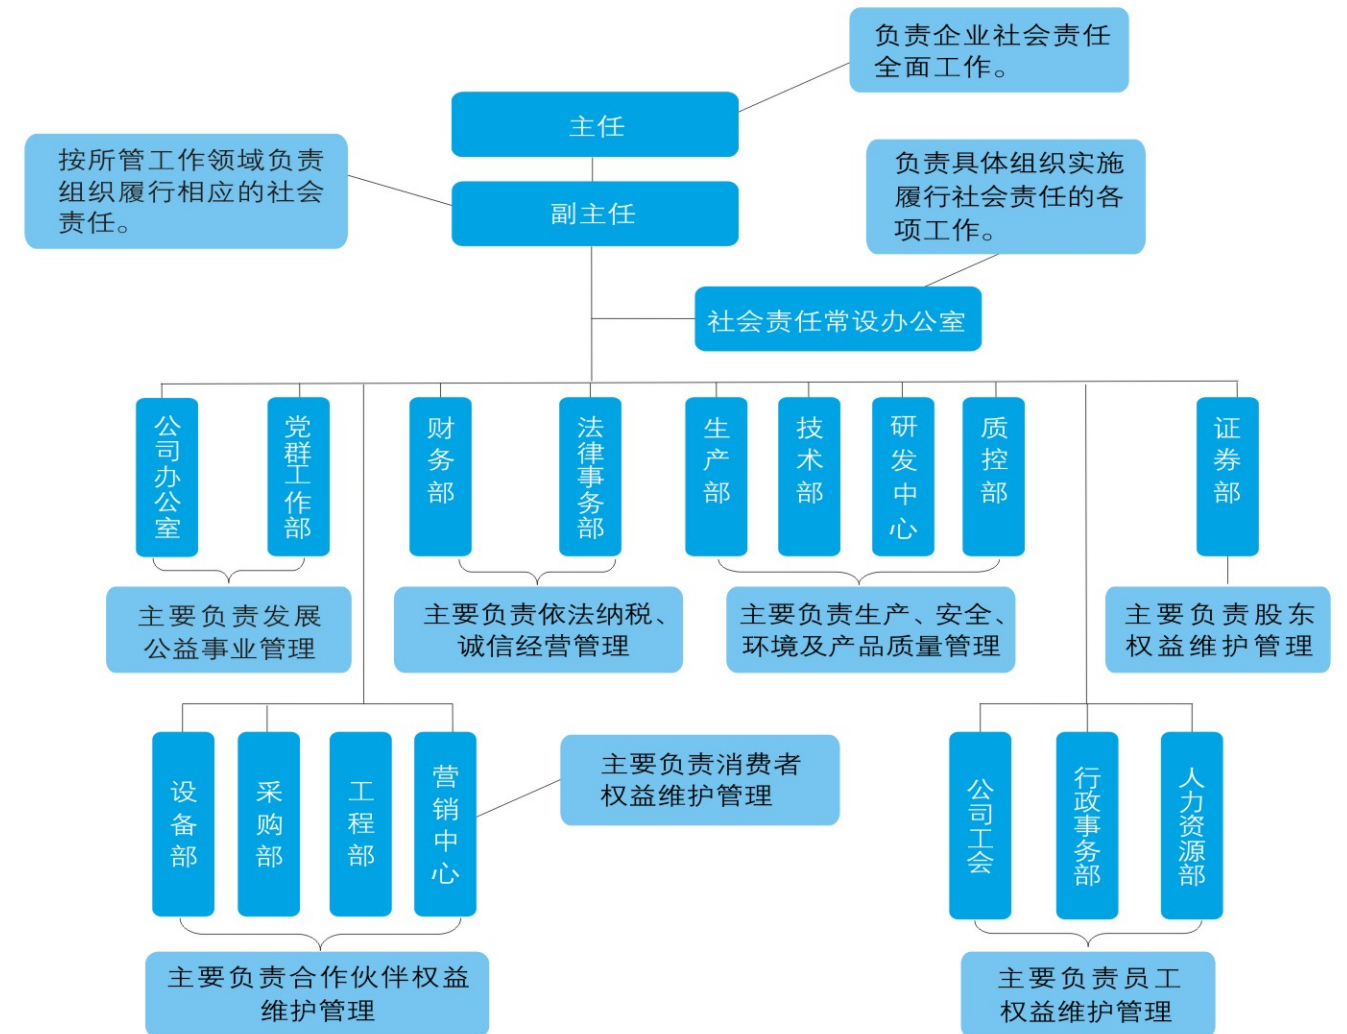 负责企业社会责任
全面工作。
主任
按所管工作领域负责
组织履行相应的社会
责任。
副主任
负责具体组织实施
履行社会责任的各
项工作。
社会责任常设办公室
公司办公室
党群工作部
财务部
法律事务部
生产部
技术部
研发中心
质控部
证券部
主要负责发展
公益事业管理
主要负责依法纳税、
诚信经营管理
主要负责生产、安全、
环境及产品质量管理
主要负责股东
权益维护管理
设备部
采购部
工程部
营销中心
主要负责消费者
权益维护管理
公司工会
行政事务部
人力资源部
主要负责合作伙伴权益
维护管理
主要负责员工
权益维护管理